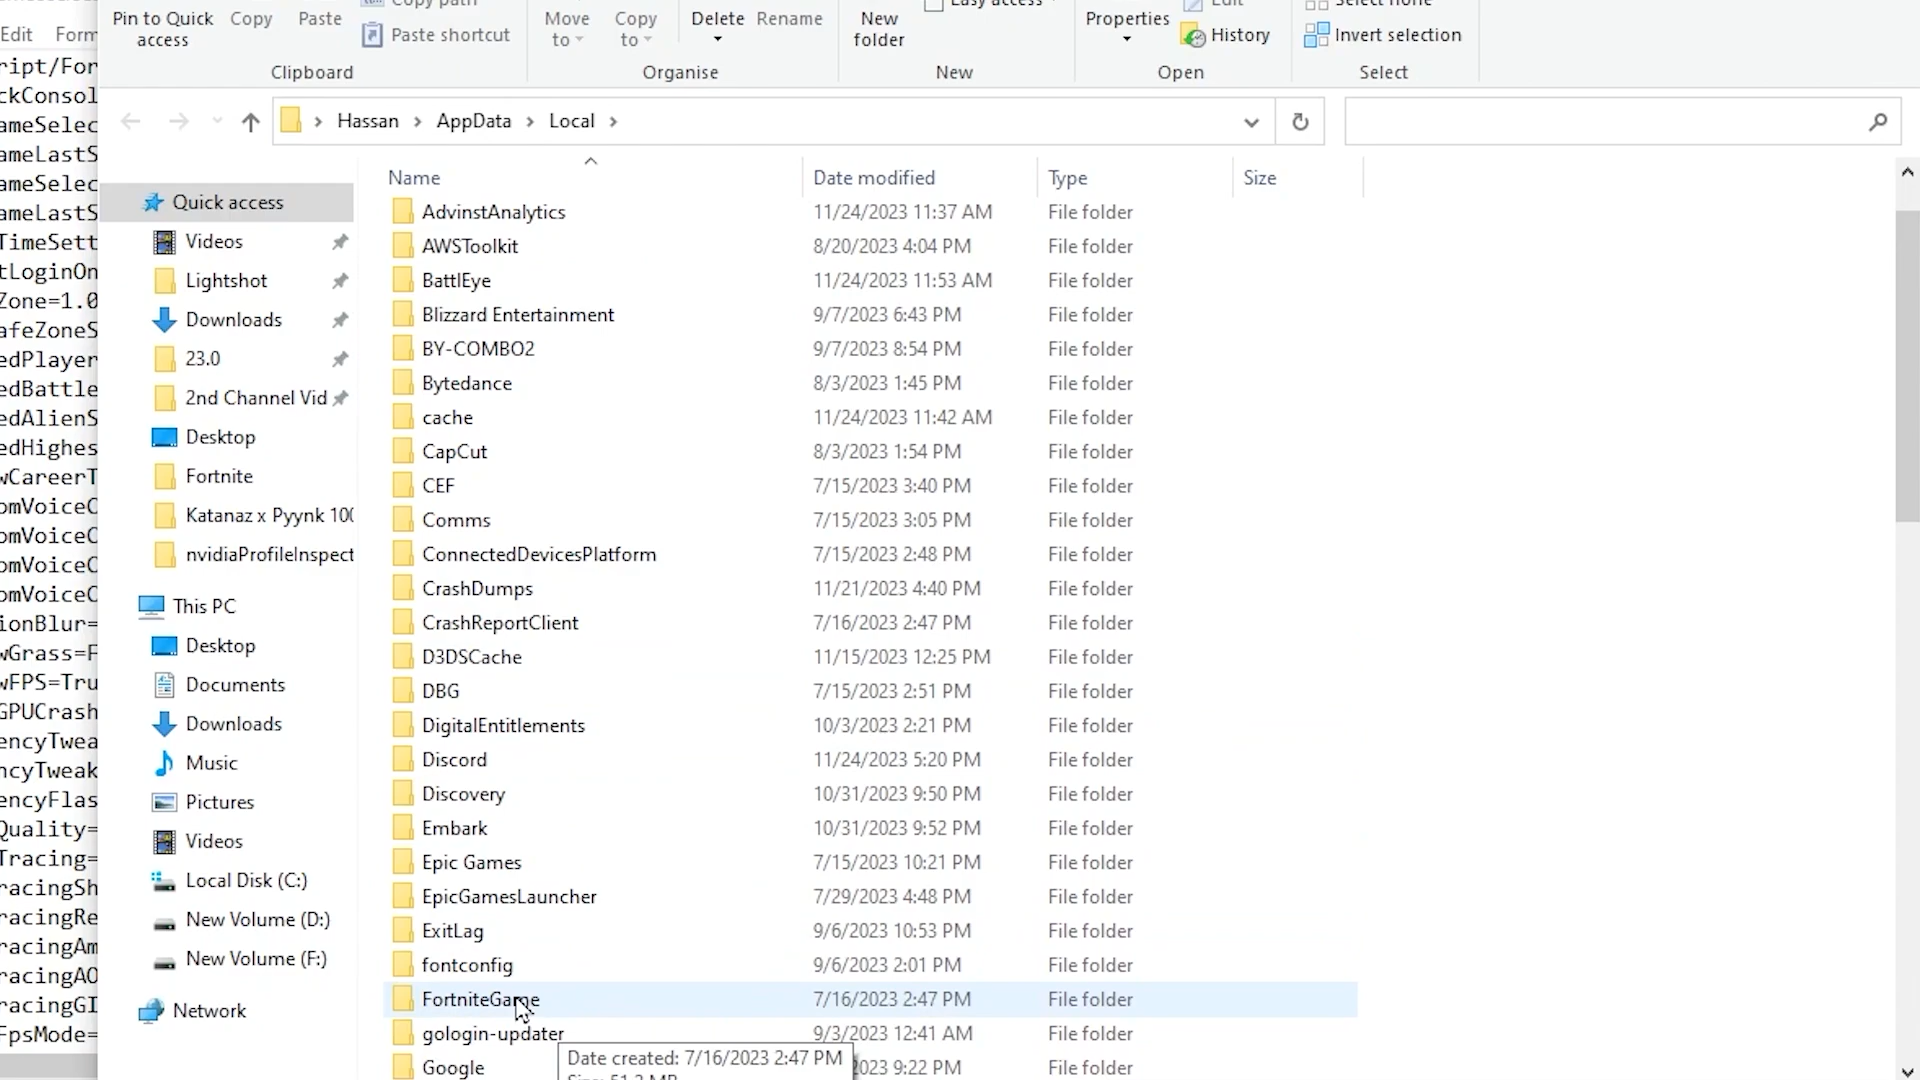 Edit Form
ript/For
ckConsol
ameSelec
ameLastS
ameSelec
ameLastS
TimeSett
tLoginOn
Zone=1.0
afeZoneS
edPlayer
edBattle
edAlienS
edHighes
wCareerT
omVoiceC
omVoiceC
omVoiceC
omVoiceC
ionBlur=
wGrass=F
wFPS=Tru
GPUCrash
encyTwea
ncyTweak
encyFlas
Quality=
Tracing=
racingSh
racingRe
racingAm
racingAO
racingGI
FpsMode=
Pin to Quick access
Copy
Paste
Copy path
Paste shortcut
Clipboard
Move to
Copy to
Delete
Rename
Organise
New folder
Easy access
New
Properties
Edit
History
Open
Select none
Invert selection
Select
Hassan > AppData > Local >
Quick access
Videos
Lightshot
Downloads
23.0
2nd Channel Vid
Desktop
Fortnite
Katanaz x Pyynk 100
nvidiaProfileInspect
This PC
Desktop
Documents
Downloads
Music
Pictures
Videos
Local Disk (C:)
New Volume (D:)
New Volume (F:)
Network
Name Date modified Type Size
AdvinstAnalytics 11/24/2023 11:37 AM File folder
AWSToolkit 8/20/2023 4:04 PM File folder
BattlEye 11/24/2023 11:53 AM File folder
Blizzard Entertainment 9/7/2023 6:43 PM File folder
BY-COMBO2 9/7/2023 8:54 PM File folder
Bytedance 8/3/2023 1:45 PM File folder
cache 11/24/2023 11:42 AM File folder
CapCut 8/3/2023 1:54 PM File folder
CEF 7/15/2023 3:40 PM File folder
Comms 7/15/2023 3:05 PM File folder
ConnectedDevicesPlatform 7/15/2023 2:48 PM File folder
CrashDumps 11/21/2023 4:40 PM File folder
CrashReportClient 7/16/2023 2:47 PM File folder
D3DSCache 11/15/2023 12:25 PM File folder
DBG 7/15/2023 2:51 PM File folder
DigitalEntitlements 10/3/2023 2:21 PM File folder
Discord 11/24/2023 5:20 PM File folder
Discovery 10/31/2023 9:50 PM File folder
Embark 10/31/2023 9:52 PM File folder
Epic Games 7/15/2023 10:21 PM File folder
EpicGamesLauncher 7/29/2023 4:48 PM File folder
ExitLag 9/6/2023 10:53 PM File folder
fontconfig 9/6/2023 2:01 PM File folder
FortniteGame 7/16/2023 2:47 PM File folder
gologin-updater 9/3/2023 12:41 AM File folder
Google 2023 9:22 PM File folder
Date created: 7/16/2023 2:47 PM
Size: 51.2 MB